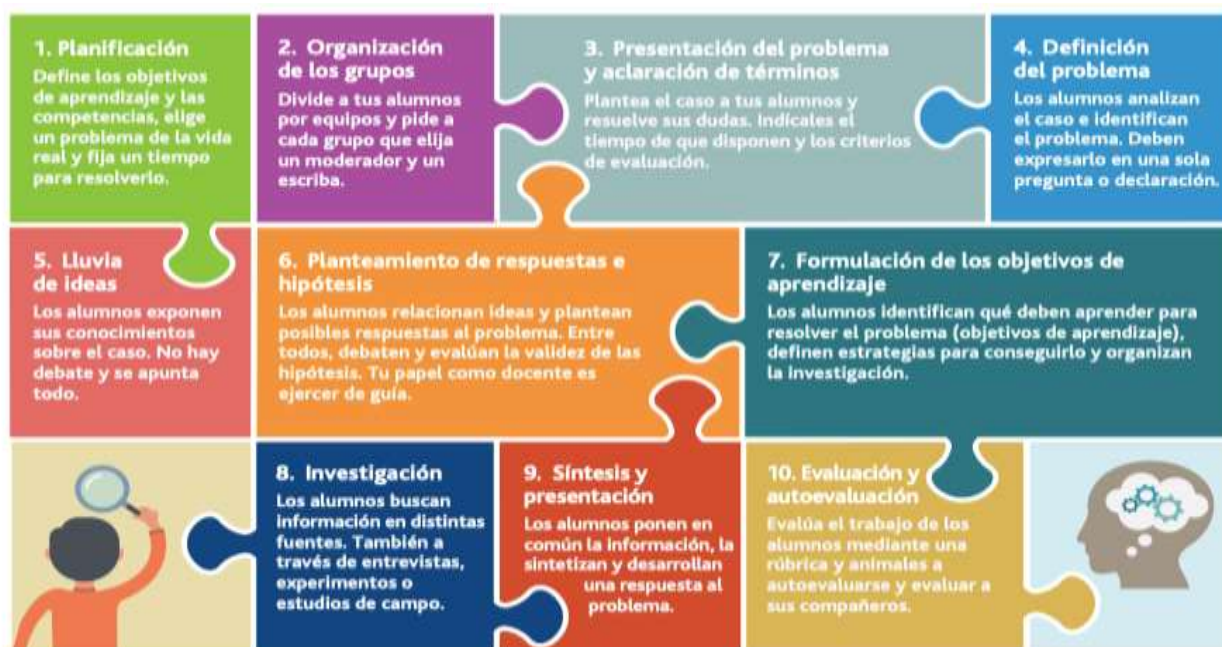 1. Planificación
Define los objetivos
de aprendizaje y las
competencias, elige
un problema de la vida
real y fija un tiempo
para resolverlo.
2. Organización
de los grupos
Divide a tus alumnos
por equipos y pide a
cada grupo que elija
un moderador y un
escriba.
3. Presentación del problema
y aclaración de términos
Plantea el caso a tus alumnos y
resuelve sus dudas. Indícales el
tiempo de que disponen y los criterios
de evaluación.
4. Definición
del problema
Los alumnos analizan
el caso e identifican
el problema. Deben
expresarlo en una sola
pregunta o declaración.
5. Lluvia
de ideas
Los alumnos exponen
sus conocimientos
sobre el caso. No hay
debate y se apunta
todo.
6. Planteamiento de respuestas e
hipótesis
Los alumnos relacionan ideas y plantean
posibles respuestas al problema. Entre
todos, debaten y evalúan la validez de las
hipótesis. Tu papel como docente es
ejercer de guía.
7. Formulación de los objetivos de
aprendizaje
Los alumnos identifican qué deben aprender para
resolver el problema (objetivos de aprendizaje),
definen estrategias para conseguirlo y organizan
la investigación.
8. Investigación
Los alumnos buscan
información en distintas
fuentes. También a
través de entrevistas,
experimentos o
estudios de campo.
9. Síntesis y
presentación
Los alumnos ponen en
común la información, la
sintetizan y desarrollan
una respuesta al
problema.
10. Evaluación y
autoevaluación
Evalúa el trabajo de los
alumnos mediante una
rúbrica y animales a
autoevaluarse y evaluar a
sus compañeros.